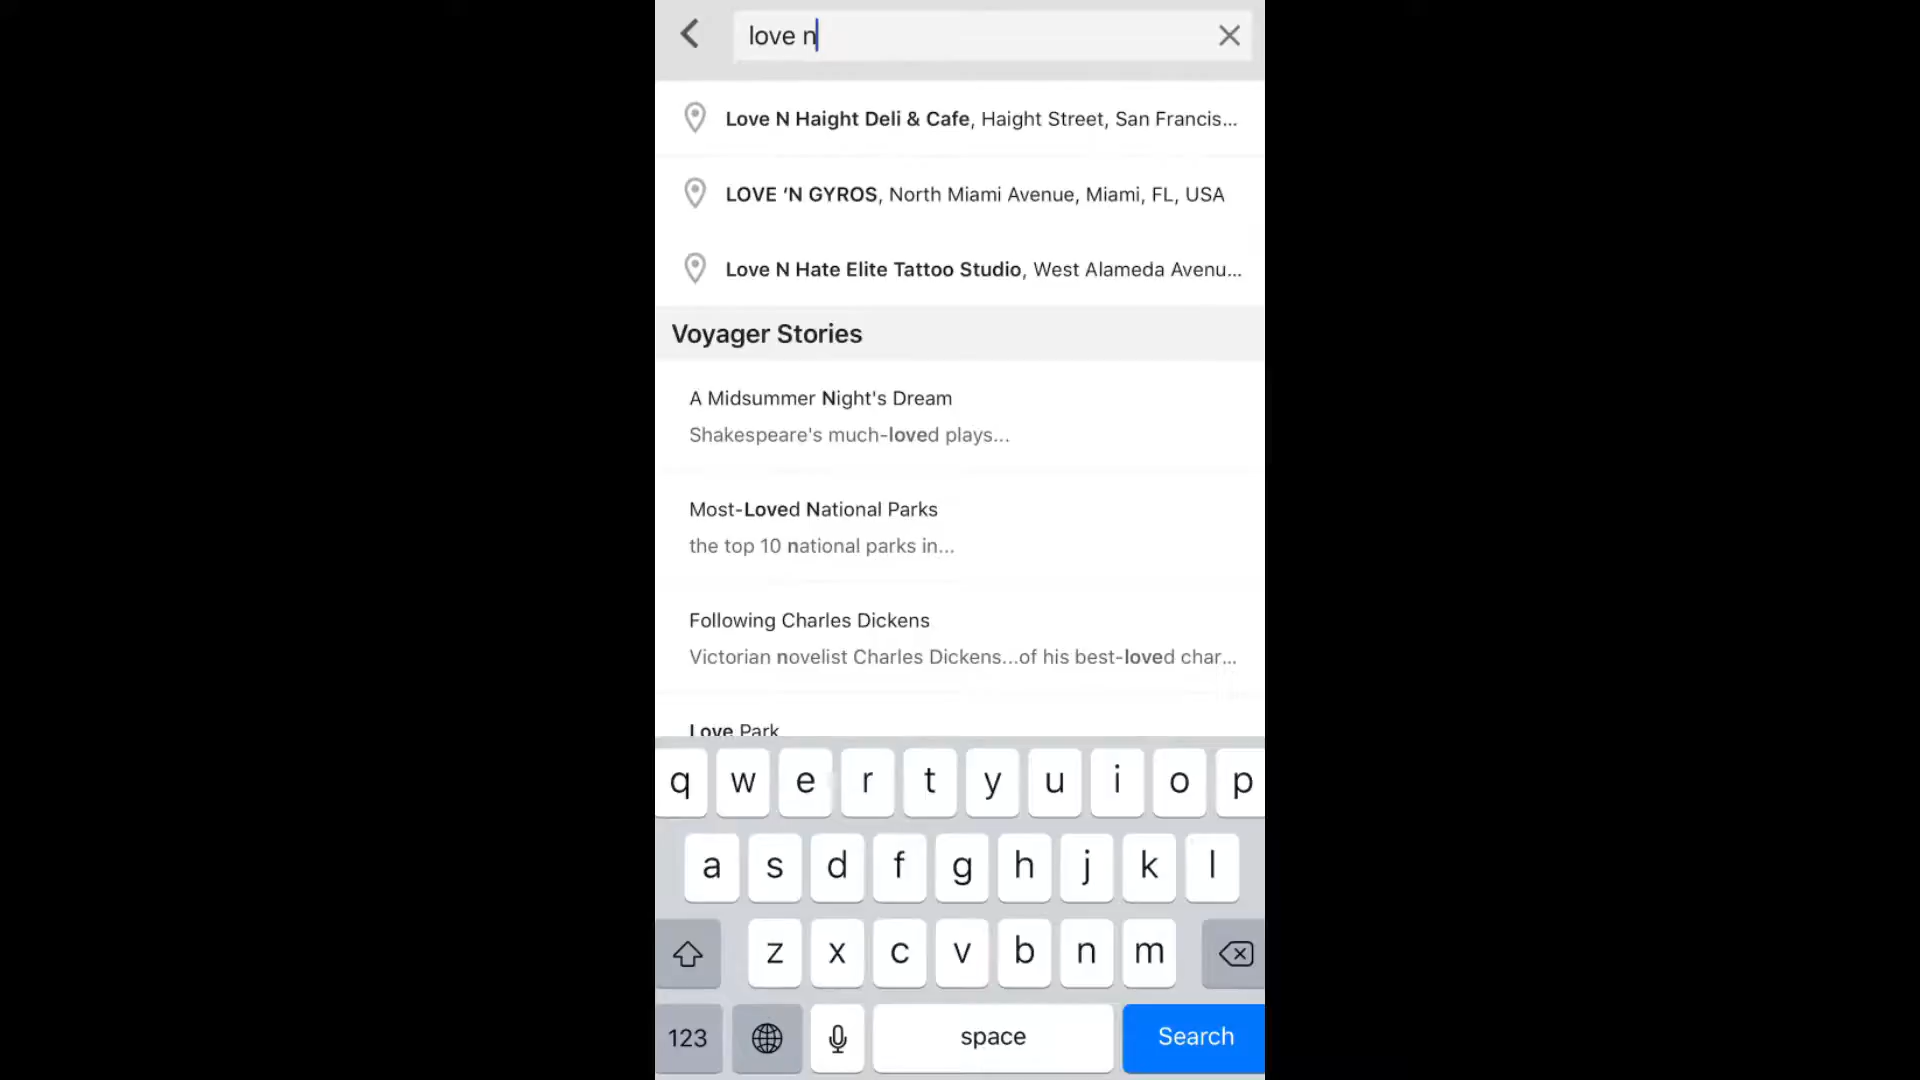 love n
Love N Haight Deli & Cafe, Haight Street, San Francis...
LOVE ‘N GYROS, North Miami Avenue, Miami, FL, USA
Love N Hate Elite Tattoo Studio, West Alameda Avenu...
Voyager Stories
A Midsummer Night's Dream
Shakespeare's much-loved plays...
Most-Loved National Parks
the top 10 national parks in...
Following Charles Dickens
Victorian novelist Charles Dickens...of his best-loved char...
Love Park
q w e r t y u i o p
a s d f g h j k l
z x c v b n m
123 space Search